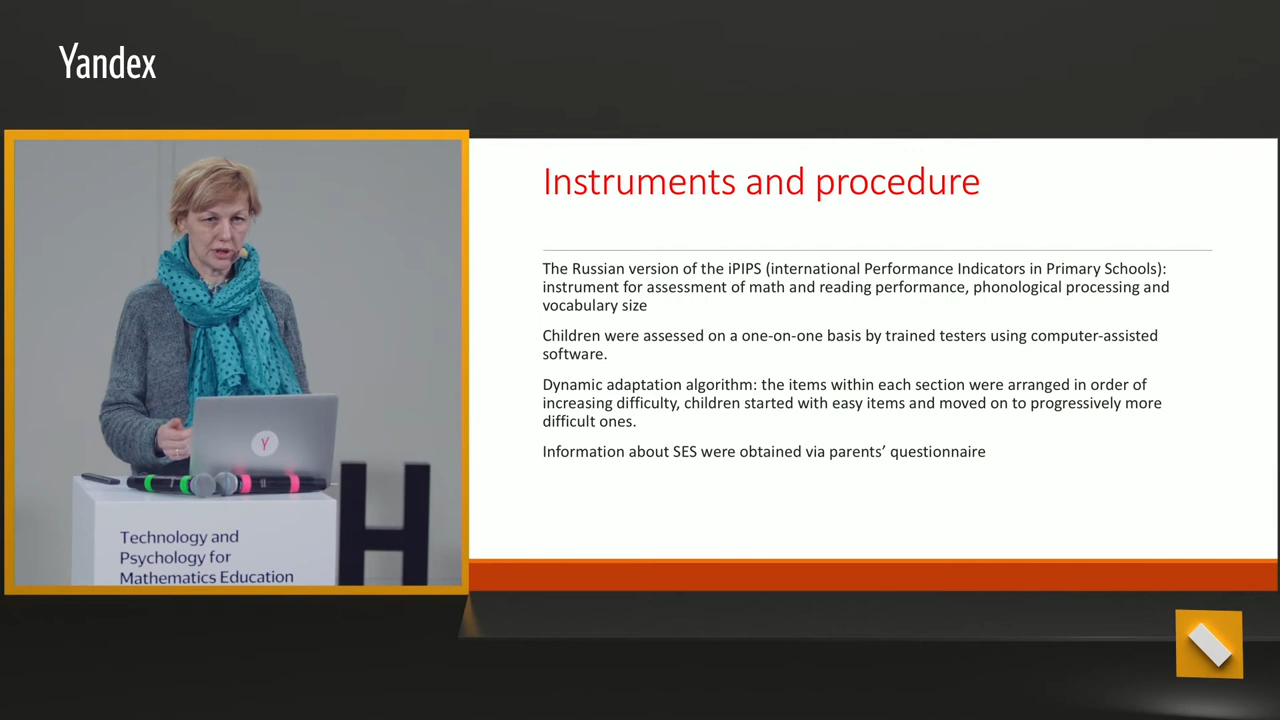 Yandex
Instruments and procedure
The Russian version of the iPIPS (international Performance Indicators in Primary Schools):
instrument for assessment of math and reading performance, phonological processing and
vocabulary size
Children were assessed on a one-on-one basis by trained testers using computer-assisted
software.
Dynamic adaptation algorithm: the items within each section were arranged in order of
increasing difficulty, children started with easy items and moved on to progressively more
difficult ones.
Information about SES were obtained via parents’ questionnaire
Y
H
Technology and
Psychology for
Mathematics Education